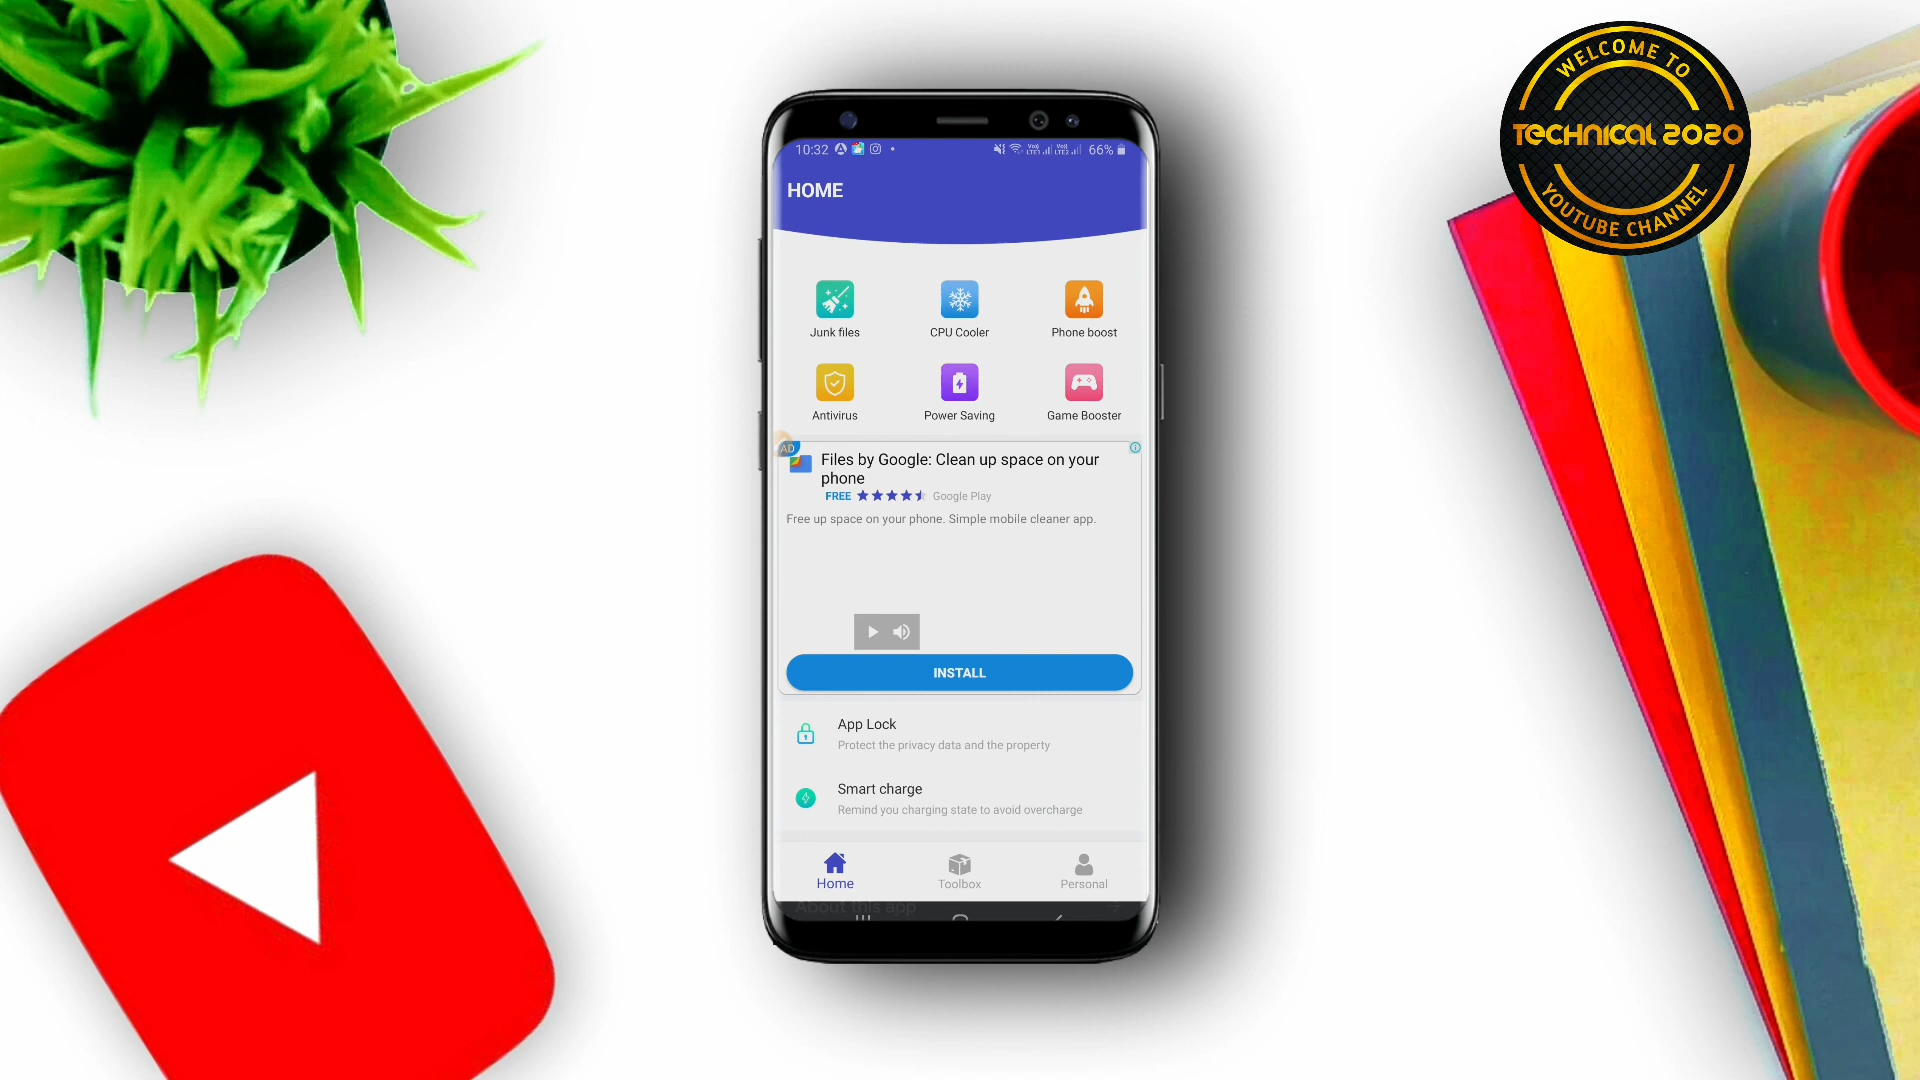 WELCOME TO
TECHNICAL 2020
YOUTUBE CHANNEL
10:32
66%
HOME
Junk files
CPU Cooler
Phone boost
Antivirus
Power Saving
Game Booster
AD
Files by Google: Clean up space on your
phone
FREE
Google Play
Free up space on your phone. Simple mobile cleaner app.
INSTALL
App Lock
Protect the privacy data and the property
Smart charge
Remind you charging state to avoid overcharge
Home
Toolbox
Personal
About this app